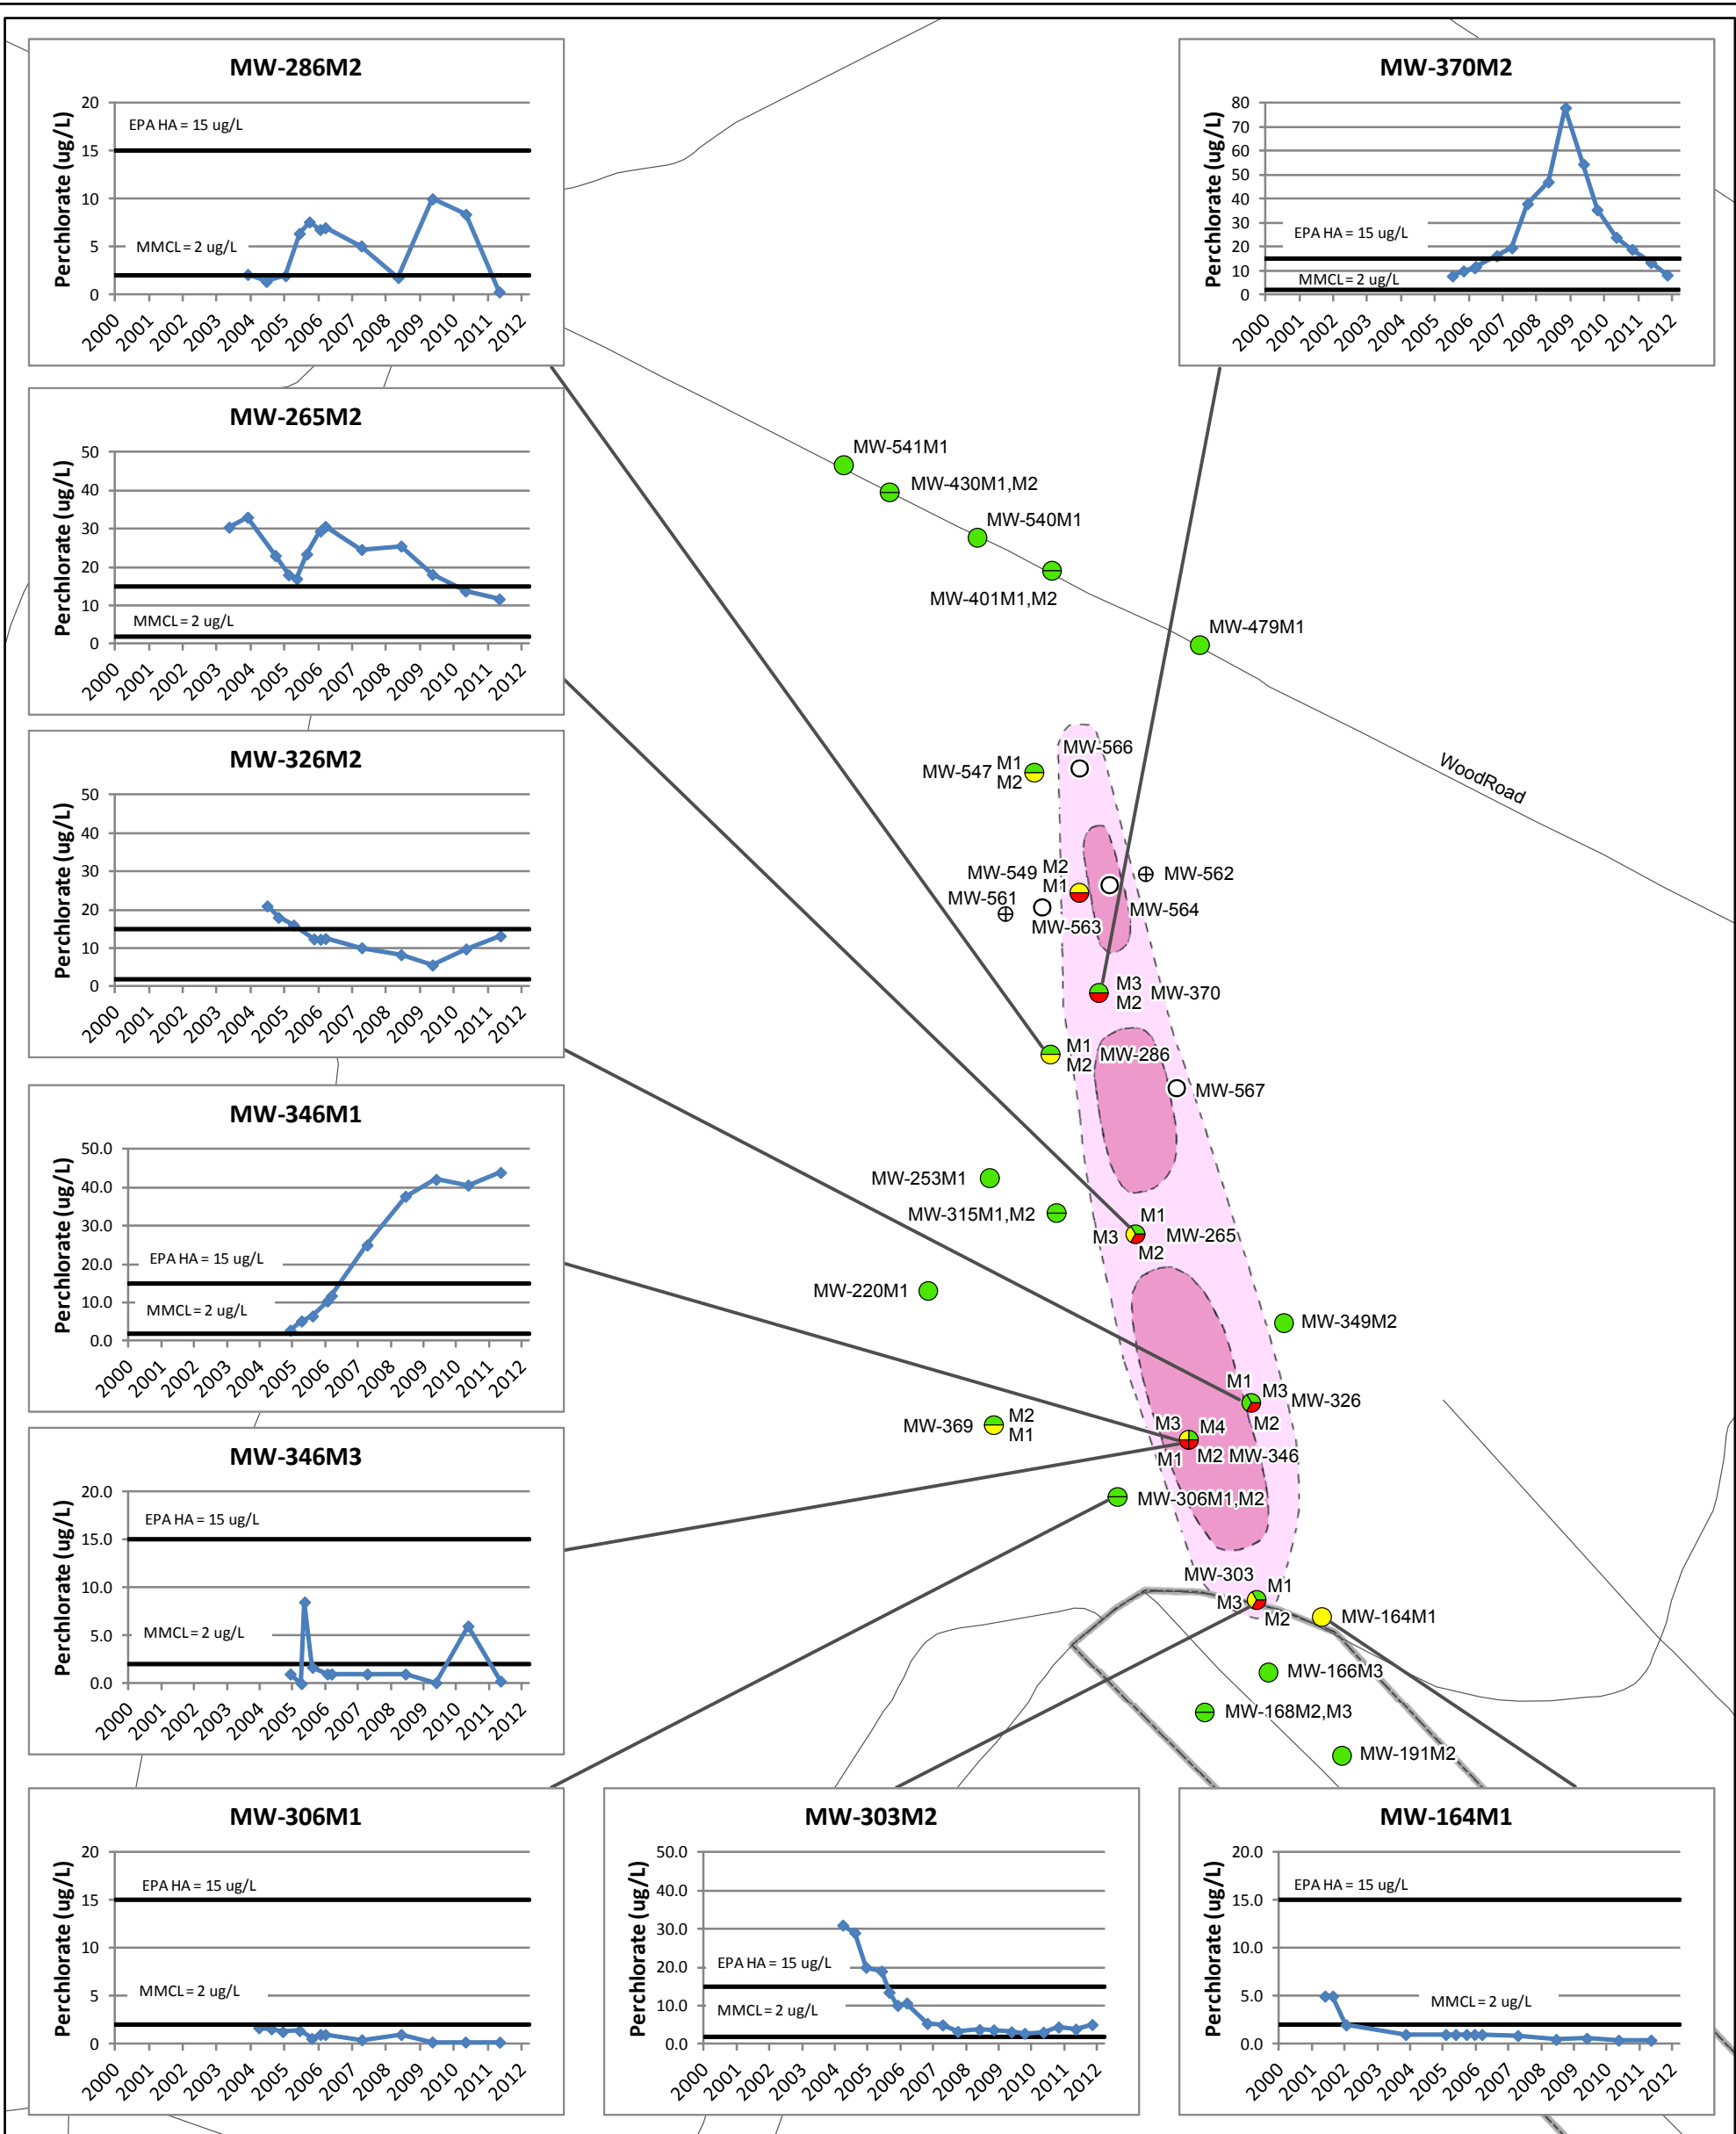 MW-286M2
Perchlorate (ug/L)
20
15
10
5
0
EPA HA = 15 ug/L
MMCL = 2 ug/L
2000 2001 2002 2003 2004 2005 2006 2007 2008 2009 2010 2011 2012
MW-370M2
Perchlorate (ug/L)
80
70
60
50
40
30
20
10
0
EPA HA = 15 ug/L
MMCL = 2 ug/L
2000 2001 2002 2003 2004 2005 2006 2007 2008 2009 2010 2011 2012
MW-265M2
Perchlorate (ug/L)
50
40
30
20
10
0
MMCL = 2 ug/L
2000 2001 2002 2003 2004 2005 2006 2007 2008 2009 2010 2011 2012
MW-326M2
Perchlorate (ug/L)
50
40
30
20
10
0
2000 2001 2002 2003 2004 2005 2006 2007 2008 2009 2010 2011 2012
MW-346M1
Perchlorate (ug/L)
50.0
40.0
30.0
20.0
10.0
0.0
EPA HA = 15 ug/L
MMCL = 2 ug/L
2000 2001 2002 2003 2004 2005 2006 2007 2008 2009 2010 2011 2012
MW-346M3
Perchlorate (ug/L)
20.0
15.0
10.0
5.0
0.0
EPA HA = 15 ug/L
MMCL = 2 ug/L
2000 2001 2002 2003 2004 2005 2006 2007 2008 2009 2010 2011 2012
MW-541M1
MW-430M1,M2
MW-540M1
MW-401M1,M2
MW-479M1
WoodRoad
MW-566
MW-547 M1
M2
MW-549 M2
M1
MW-562
MW-561
MW-564
MW-563
M3
M2 MW-370
M1
M2 MW-286
MW-567
MW-253M1
MW-315M1,M2
M1
M3 MW-265
M2
MW-220M1
MW-349M2
M1 M3
MW-326
M2
MW-369 M2
M1
M3 M4
M1 M2 MW-346
MW-306M1,M2
MW-303
M1
M3
M2
MW-164M1
MW-166M3
MW-168M2,M3
MW-191M2
MW-306M1
Perchlorate (ug/L)
20
15
10
5
0
EPA HA = 15 ug/L
MMCL = 2 ug/L
2000 2001 2002 2003 2004 2005 2006 2007 2008 2009 2010 2011 2012
MW-303M2
Perchlorate (ug/L)
50.0
40.0
30.0
20.0
10.0
0.0
EPA HA = 15 ug/L
MMCL = 2 ug/L
2000 2001 2002 2003 2004 2005 2006 2007 2008 2009 2010 2011 2012
MW-164M1
Perchlorate (ug/L)
20.0
15.0
10.0
5.0
0.0
EPA HA = 15 ug/L
MMCL = 2 ug/L
2000 2001 2002 2003 2004 2005 2006 2007 2008 2009 2010 2011 2012